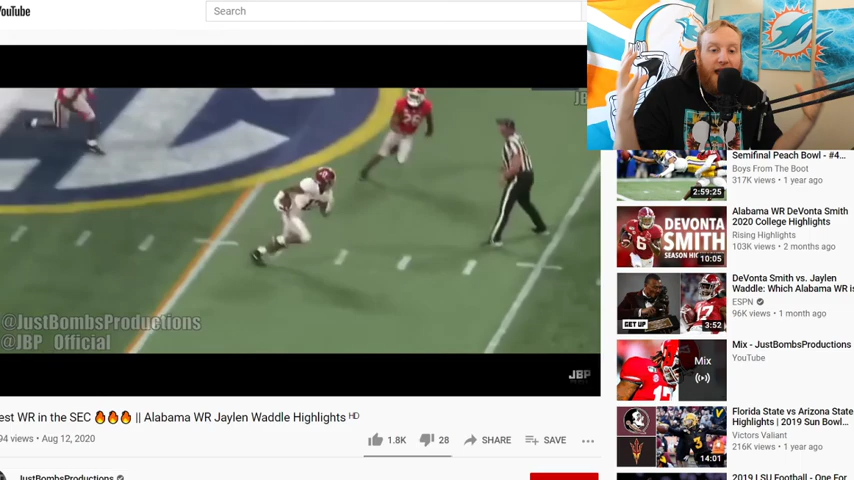 YouTube
Search
JBP
@JustBombsProductions
@JBP_Official
JBP
est WR in the SEC 🔥🔥🔥 || Alabama WR Jaylen Waddle Highlights HD
94 views • Aug 12, 2020
1.8K
28
SHARE
SAVE
JustBombsProductions
Semifinal Peach Bowl - #4...
Boys From The Boot
317K views • 1 year ago
2:59:25
Alabama WR DeVonta Smith
2020 College Highlights
Rising Highlights
103K views • 2 months ago
DEVONTA
SMITH
10:05
DeVonta Smith vs. Jaylen
Waddle: Which Alabama WR is
ESPN
96K views • 1 month ago
GET UP
3:52
Mix - JustBombsProductions
YouTube
Mix
Florida State vs Arizona State
Highlights | 2019 Sun Bowl...
Victors Valiant
216K views • 1 year ago
14:01
2019 LSU Football - One For